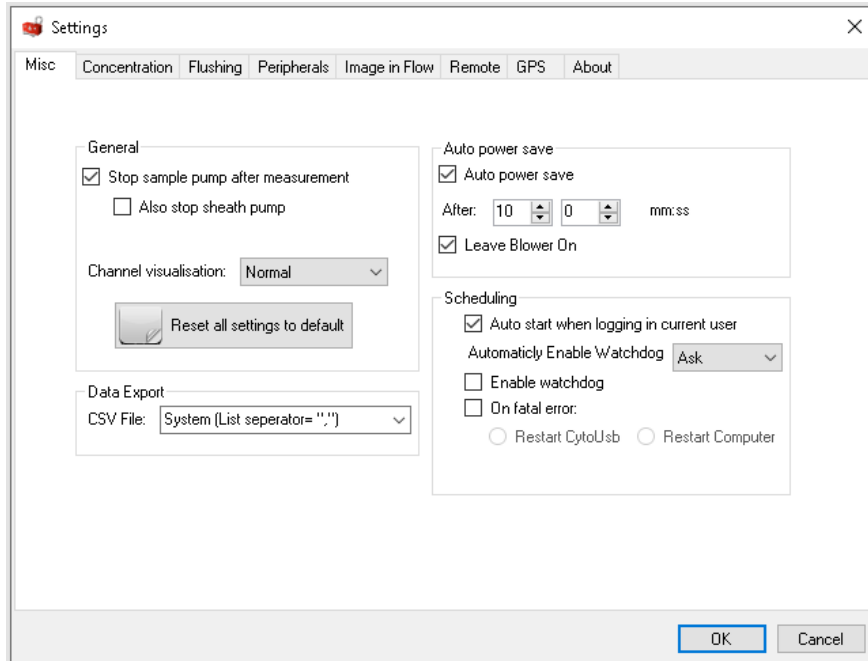 Settings
Misc Concentration Flushing Peripherals Image in Flow Remote GPS About
General
Stop sample pump after measurement
Also stop sheath pump
Channel visualisation: Normal
Reset all settings to default
Data Export
CSV File: System (List seperator= '','')
Auto power save
Auto power save
After: 10 0 mm:ss
Leave Blower On
Scheduling
Auto start when logging in current user
Automaticly Enable Watchdog Ask
Enable watchdog
On fatal error:
Restart CytoUsb Restart Computer
OK Cancel